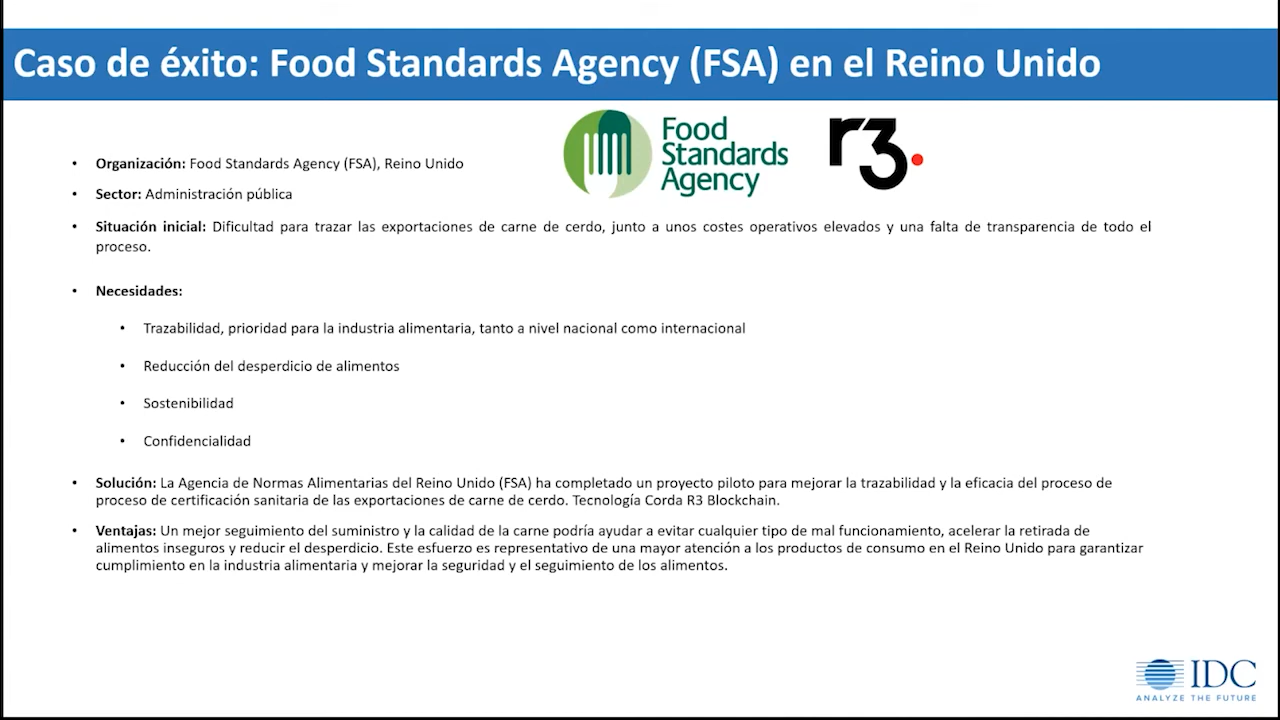 Caso de éxito: Food Standards Agency (FSA) en el Reino Unido
Food
Standards
Agency
r3.
• Organización: Food Standards Agency (FSA), Reino Unido
• Sector: Administración pública
• Situación inicial: Dificultad para trazar las exportaciones de carne de cerdo, junto a unos costes operativos elevados y una falta de transparencia de todo el
proceso.
• Necesidades:
• Trazabilidad, prioridad para la industria alimentaria, tanto a nivel nacional como internacional
• Reducción del desperdicio de alimentos
• Sostenibilidad
• Confidencialidad
• Solución: La Agencia de Normas Alimentarias del Reino Unido (FSA) ha completado un proyecto piloto para mejorar la trazabilidad y la eficacia del proceso de
proceso de certificación sanitaria de las exportaciones de carne de cerdo. Tecnología Corda R3 Blockchain.
• Ventajas: Un mejor seguimiento del suministro y la calidad de la carne podría ayudar a evitar cualquier tipo de mal funcionamiento, acelerar la retirada de
alimentos inseguros y reducir el desperdicio. Este esfuerzo es representativo de una mayor atención a los productos de consumo en el Reino Unido para garantizar
cumplimiento en la industria alimentaria y mejorar la seguridad y el seguimiento de los alimentos.
IDC
ANALYZE THE FUTURE